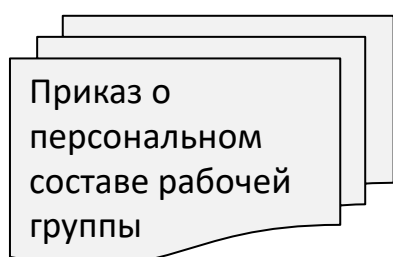 Приказ о
персональном
составе рабочей
группы